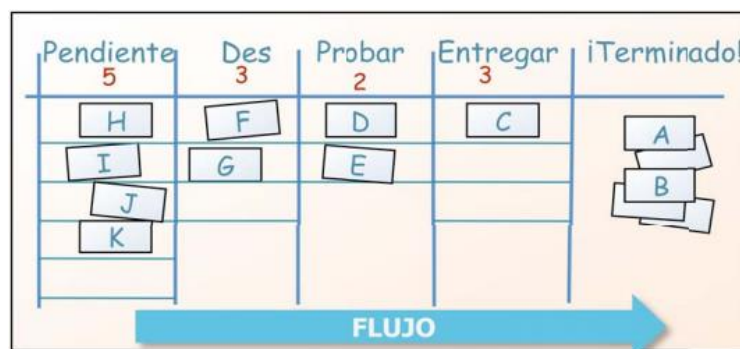 Pendiente Des Probar Entregar ¡Terminado!
5 3 2 3
H F D C A
I G E B
J
K
FLUJO